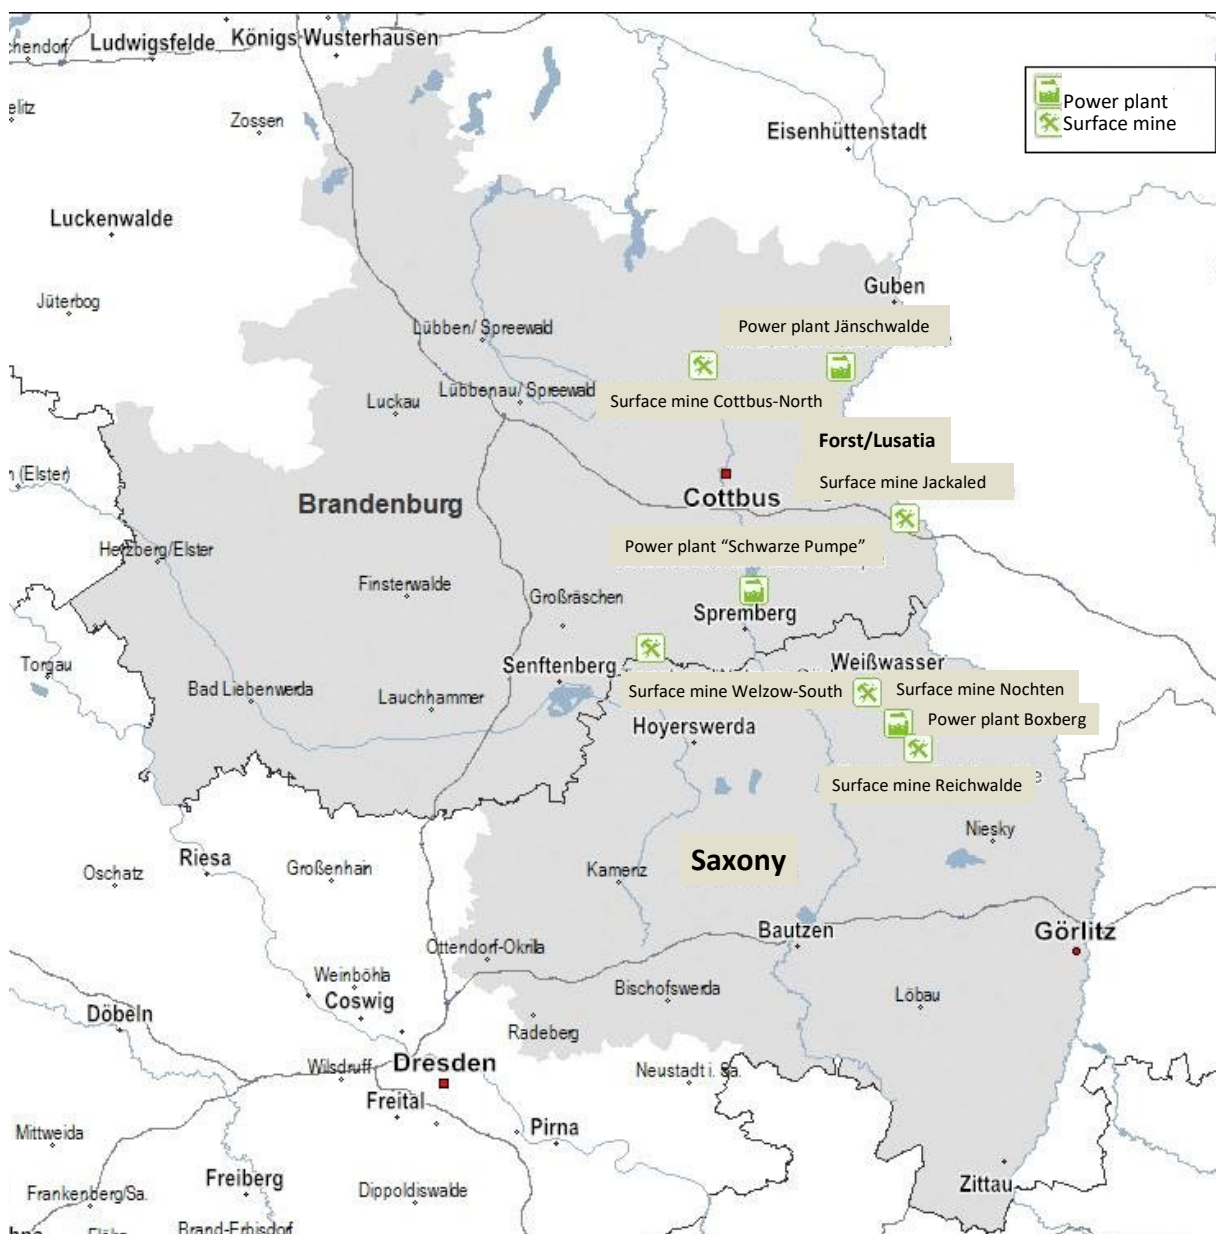 Ludwigsfelde
Königs Wusterhausen
chendorf
Power plant
Surface mine
elitz
Zossen
Eisenhüttenstadt
Luckenwalde
Guben
Jüterbog
Power plant Jänschwalde
Lübben/ Spreewald
Lübbenau/ Spreewald
Surface mine Cottbus-North
Luckau
Forst/Lusatia
n (Elster)
Surface mine Jackaled
Brandenburg
Cottbus
Herzberg/Elster
Power plant “Schwarze Pumpe”
Finsterwalde
Großräschen
Spremberg
Torgau
Senftenberg
Weißwasser
Bad Liebenwerda
Lauchhammer
Surface mine Welzow-South
Surface mine Nochten
Hoyerswerda
Power plant Boxberg
Surface mine Reichwalde
e
Niesky
Riesa
Großenhain
Saxony
Oschatz
Kamenz
Bautzen
Görlitz
Ottendorf-Okrilla
Weinböhla
Coswig
Bischofswerda
Löbau
Döbeln
Radeberg
Wilsdruff
Dresden
Neustadt i. Sa.
Freital
Mittweida
Pirna
Freiberg
Zittau
Frankenberg/Sa.
Dippoldiswalde
Brand-Erbisdorf